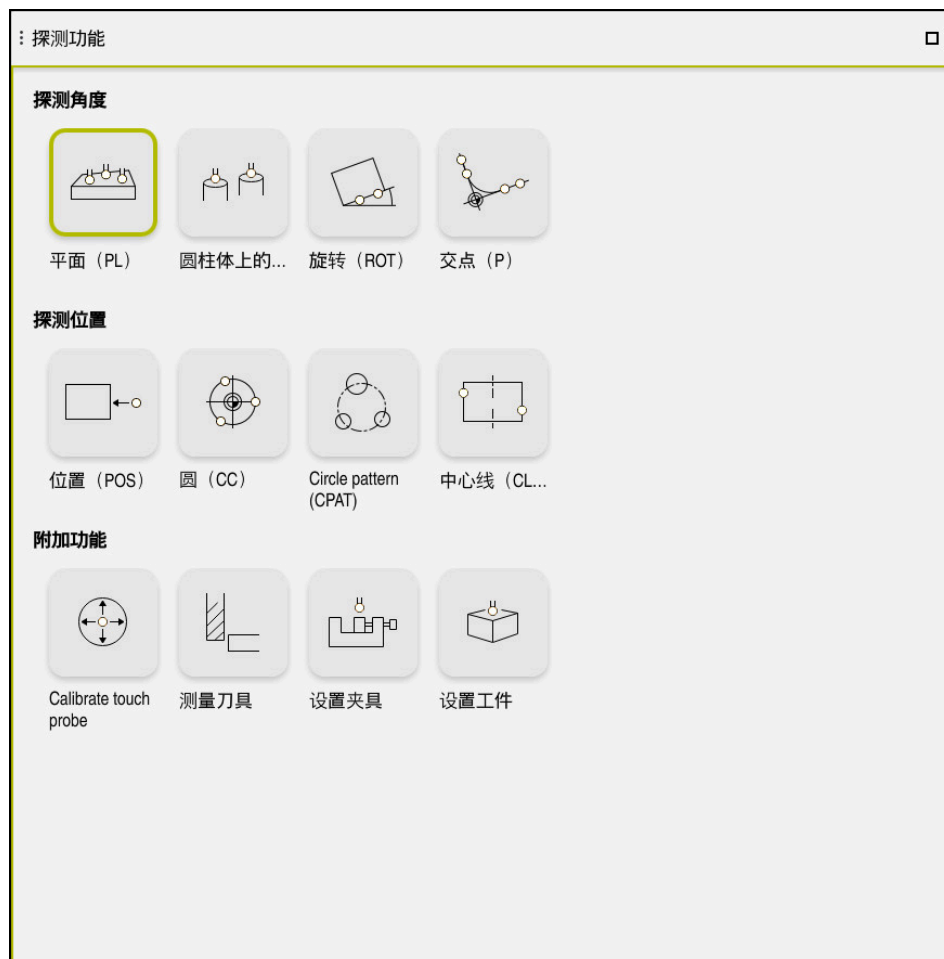 探测功能
探测角度
平面（PL）
圆柱体上的...
旋转（ROT）
交点（P）
探测位置
位置（POS）
圆（CC）
Circle pattern
(CPAT)
中心线（CL...
附加功能
Calibrate touch
probe
测量刀具
设置夹具
设置工件